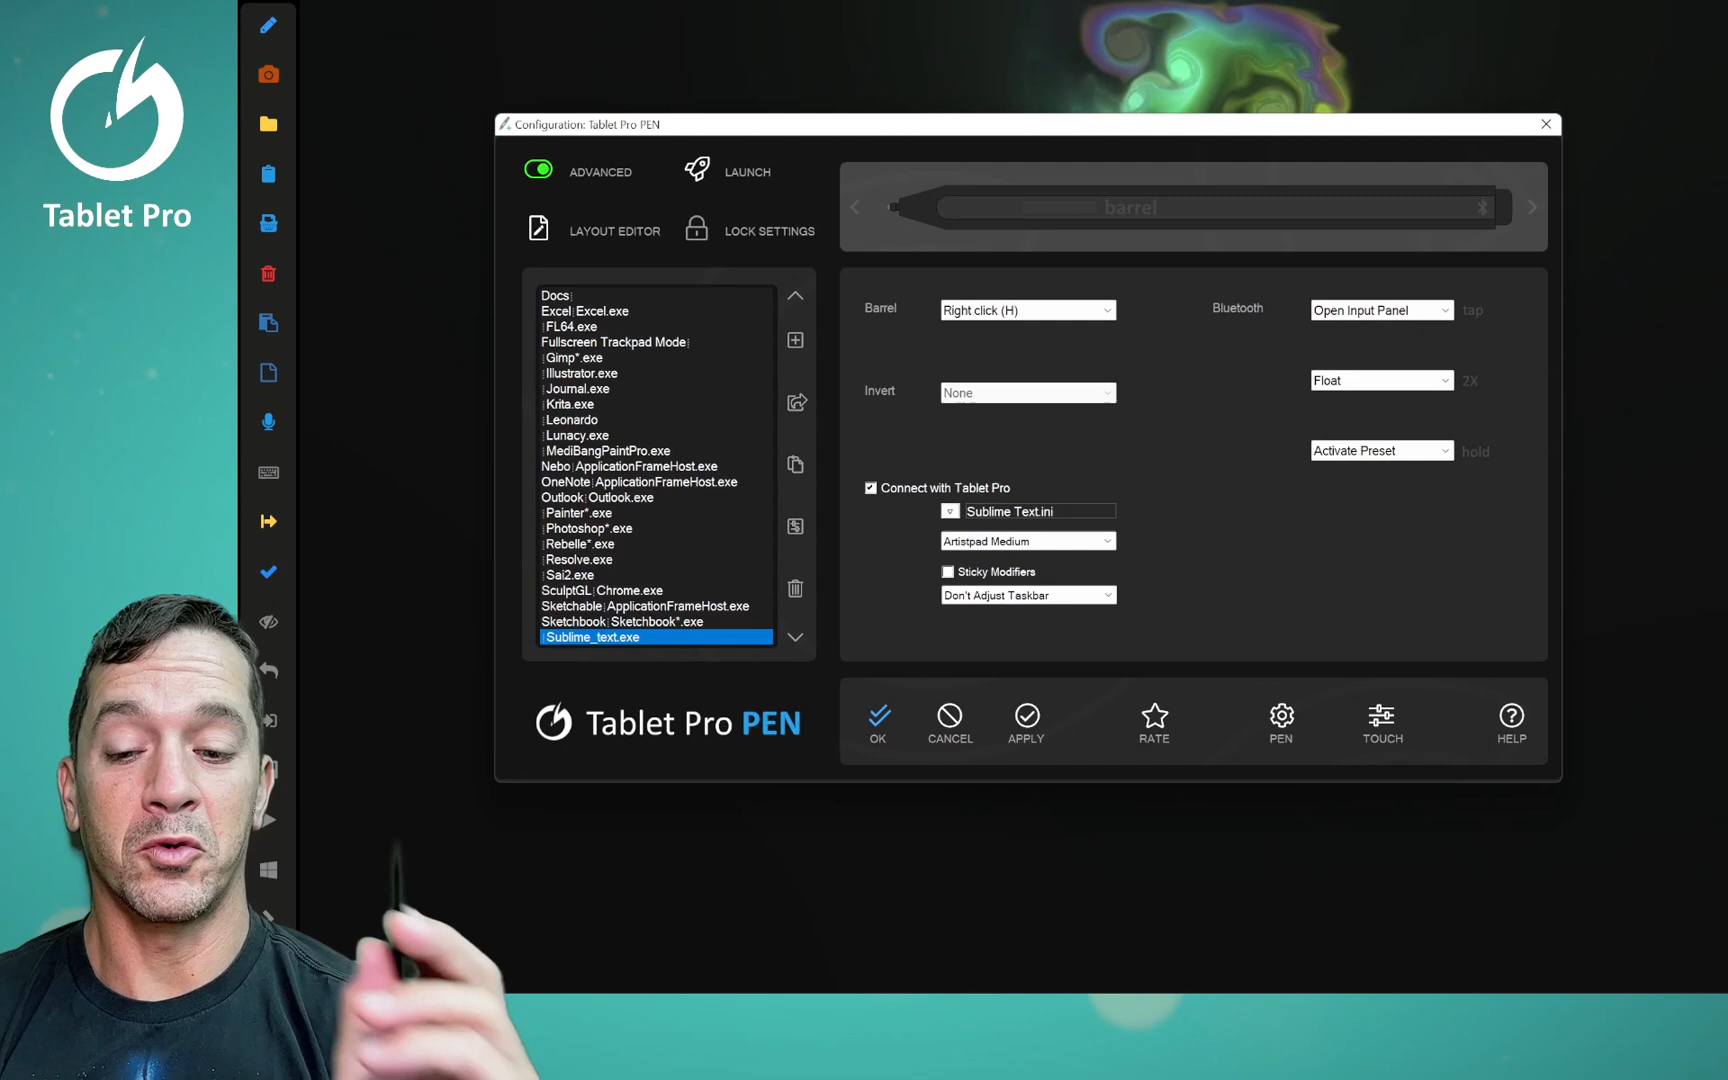 Tablet Pro
Configuration: Tablet Pro PEN
ADVANCED
LAUNCH
LAYOUT EDITOR
LOCK SETTINGS
barrel
Docs
Excel Excel.exe
FL64.exe
Fullscreen Trackpad Mode
Gimp*.exe
Illustrator.exe
Journal.exe
Krita.exe
Leonardo
Lunacy.exe
MediBangPaintPro.exe
Nebo ApplicationFrameHost.exe
OneNote ApplicationFrameHost.exe
Outlook Outlook.exe
Painter*.exe
Photoshop*.exe
Rebelle*.exe
Resolve.exe
Sai2.exe
SculptGL Chrome.exe
Sketchable ApplicationFrameHost.exe
Sketchbook Sketchbook*.exe
Sublime_text.exe
Barrel
Right click (H)
Bluetooth
Open Input Panel
tap
Float
2X
Invert
None
Activate Preset
hold
Connect with Tablet Pro
Sublime Text.ini
Artistpad Medium
Sticky Modifiers
Don't Adjust Taskbar
Tablet Pro PEN
OK
CANCEL
APPLY
RATE
PEN
TOUCH
HELP